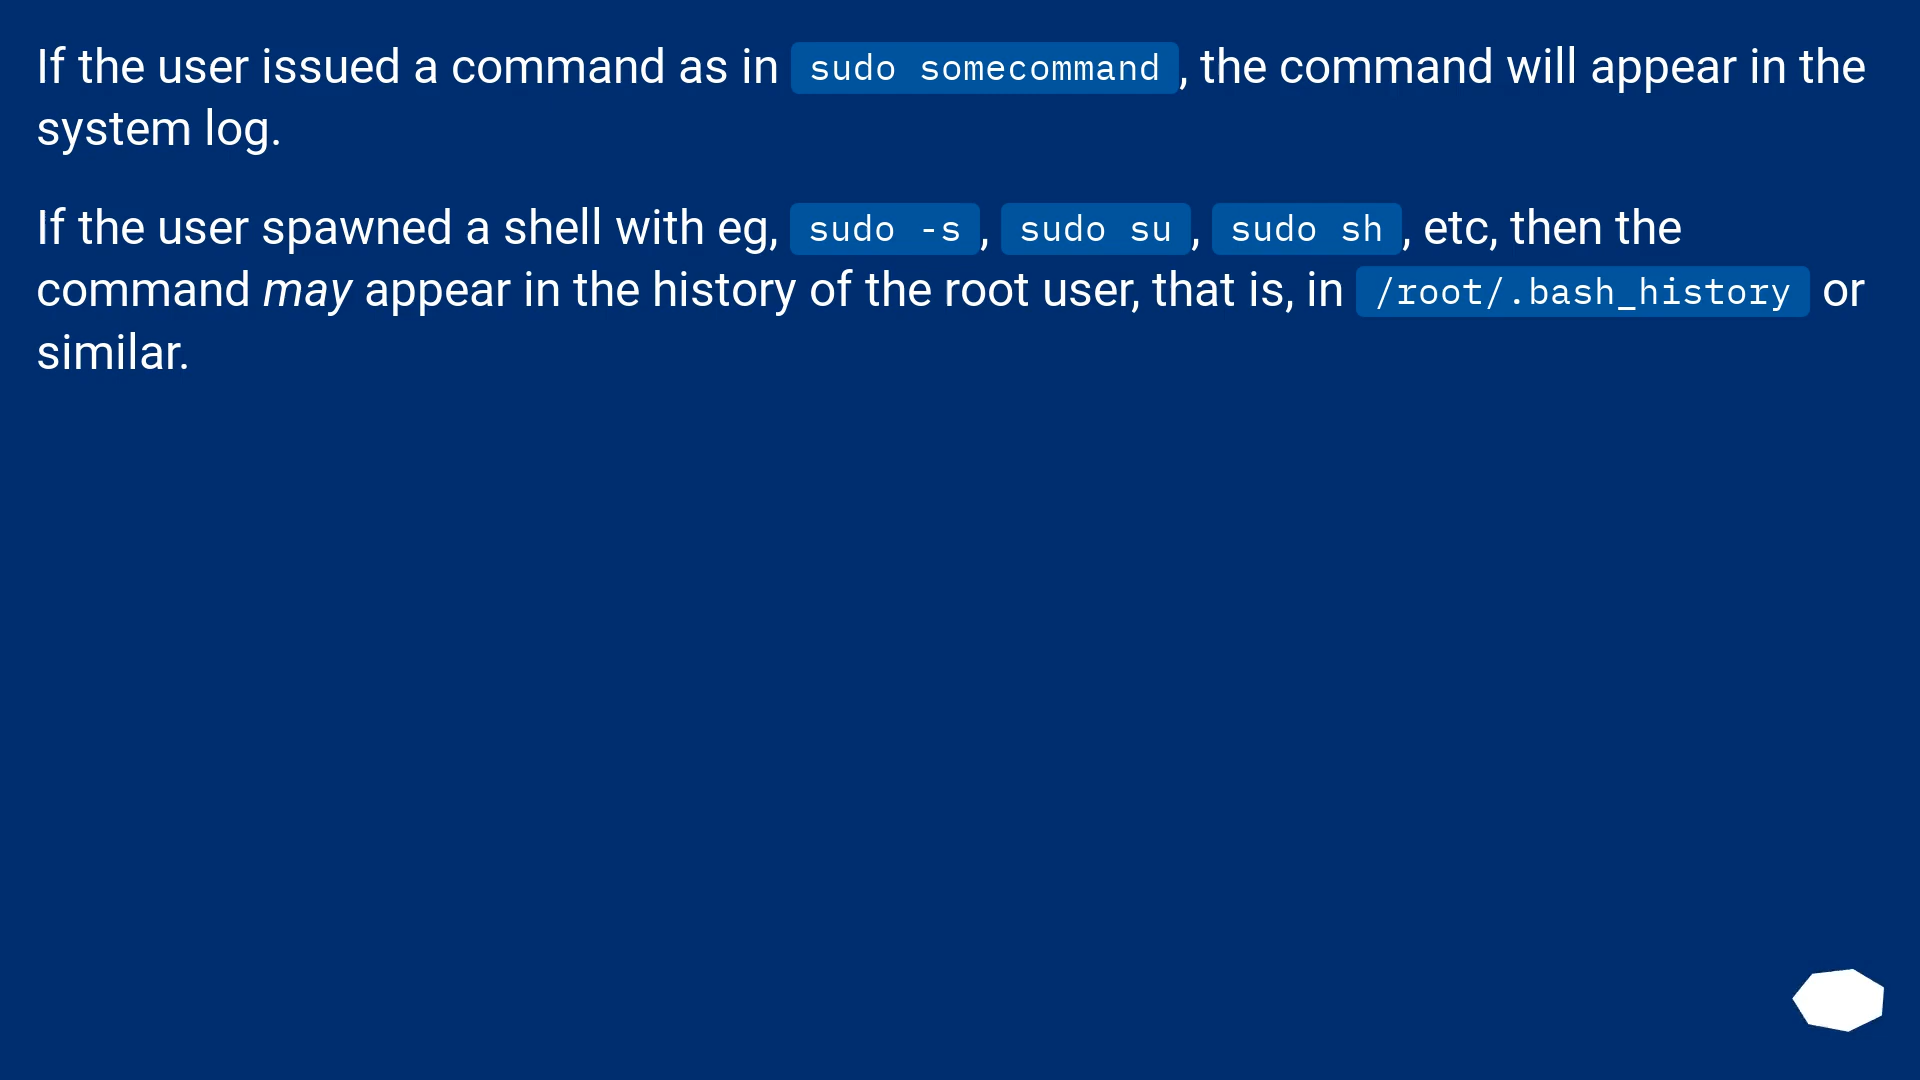 If the user issued a command as in sudo somecommand, the command will appear in the
system log.
If the user spawned a shell with eg, sudo -s, sudo su, sudo sh, etc, then the
command may appear in the history of the root user, that is, in /root/.bash_history or
similar.